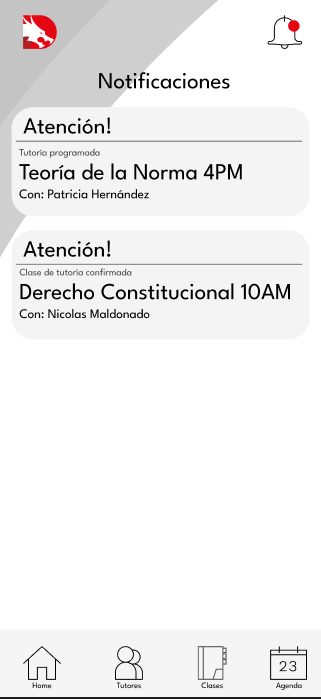 Notificaciones
Atención!
Tutoría programada
Teoría de la Norma 4PM
Con: Patricia Hernández
Atención!
Clase de tutoría confirmada
Derecho Constitucional 10AM
Con: Nicolas Maldonado
23
Home
Tutores
Clases
Agenda